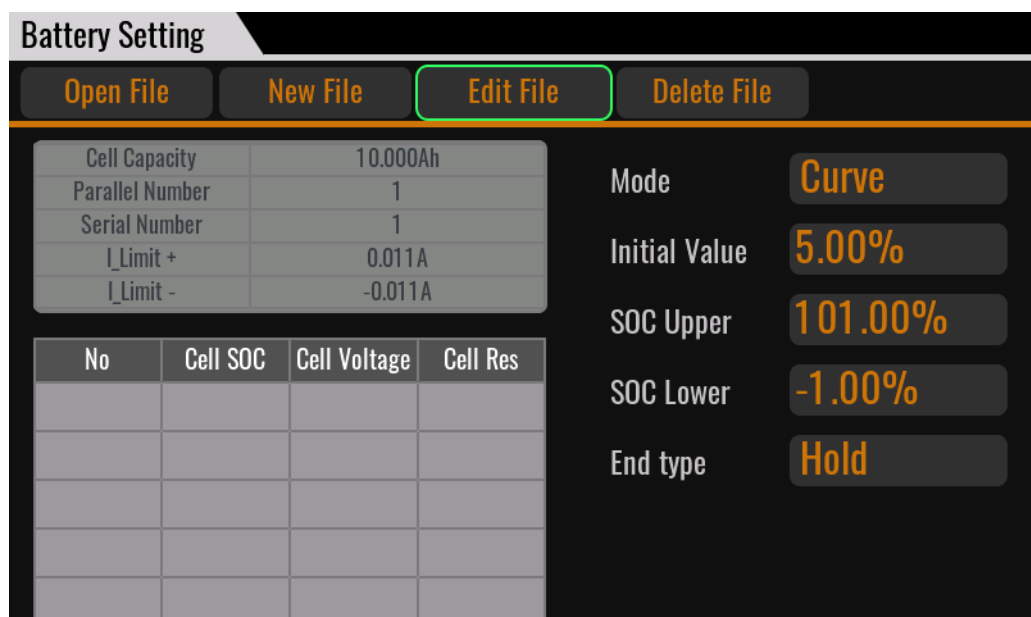 Battery Setting
Open File New File Edit File Delete File
Cell Capacity 10.000Ah
Parallel Number 1
Serial Number 1
I_Limit + 0.011A
I_Limit - -0.011A
No Cell SOC Cell Voltage Cell Res
Mode Curve
Initial Value 5.00%
SOC Upper 101.00%
SOC Lower -1.00%
End type Hold